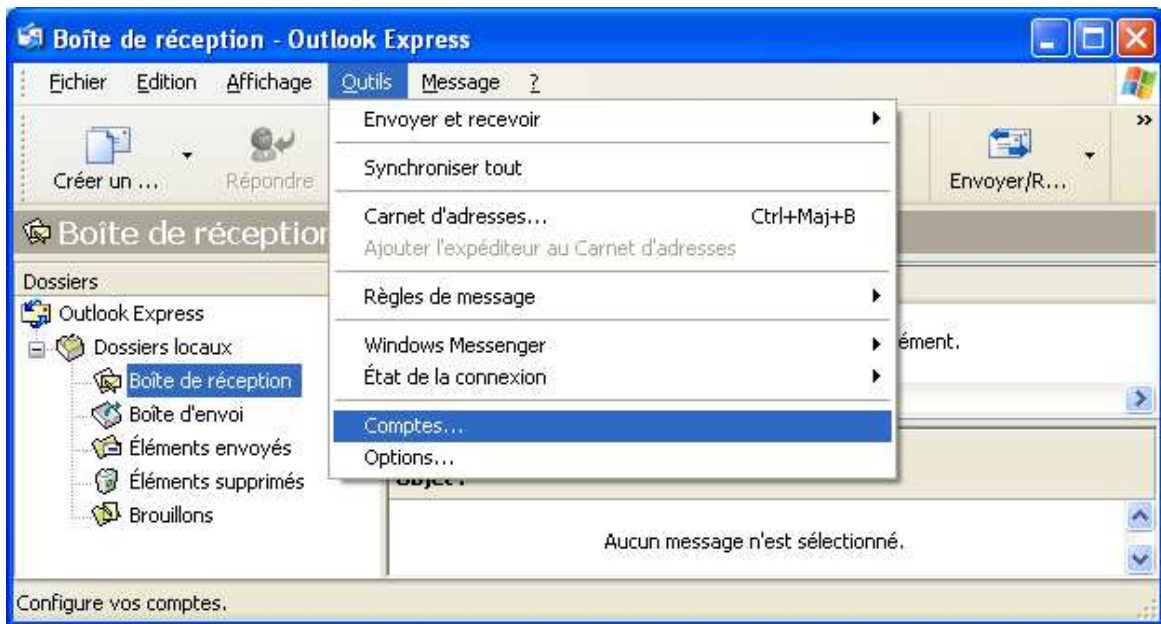 Boîte de réception - Outlook Express
Fichier Edition Affichage Outils Message ?
Créer un ... Répondre Envoyer/R... »
Boîte de réception
Envoyer et recevoir
Synchroniser tout
Carnet d'adresses... Ctrl+Maj+B
Ajouter l'expéditeur au Carnet d'adresses
Règles de message
Windows Messenger
État de la connexion
Comptes...
Options...
Dossiers
Outlook Express
Dossiers locaux
Boîte de réception
Boîte d'envoi
Éléments envoyés
Éléments supprimés
Brouillons
ément.
Objet :
Aucun message n'est sélectionné.
Configure vos comptes.